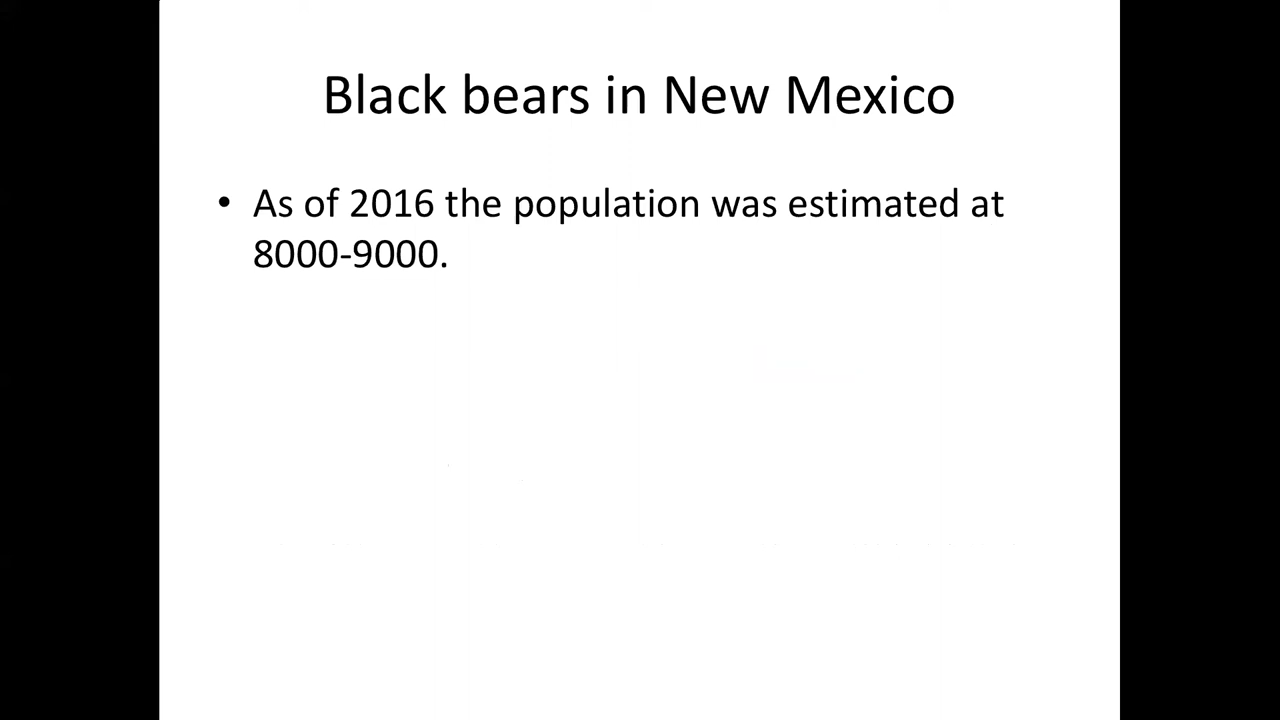 Black bears in New Mexico
• As of 2016 the population was estimated at
8000-9000.